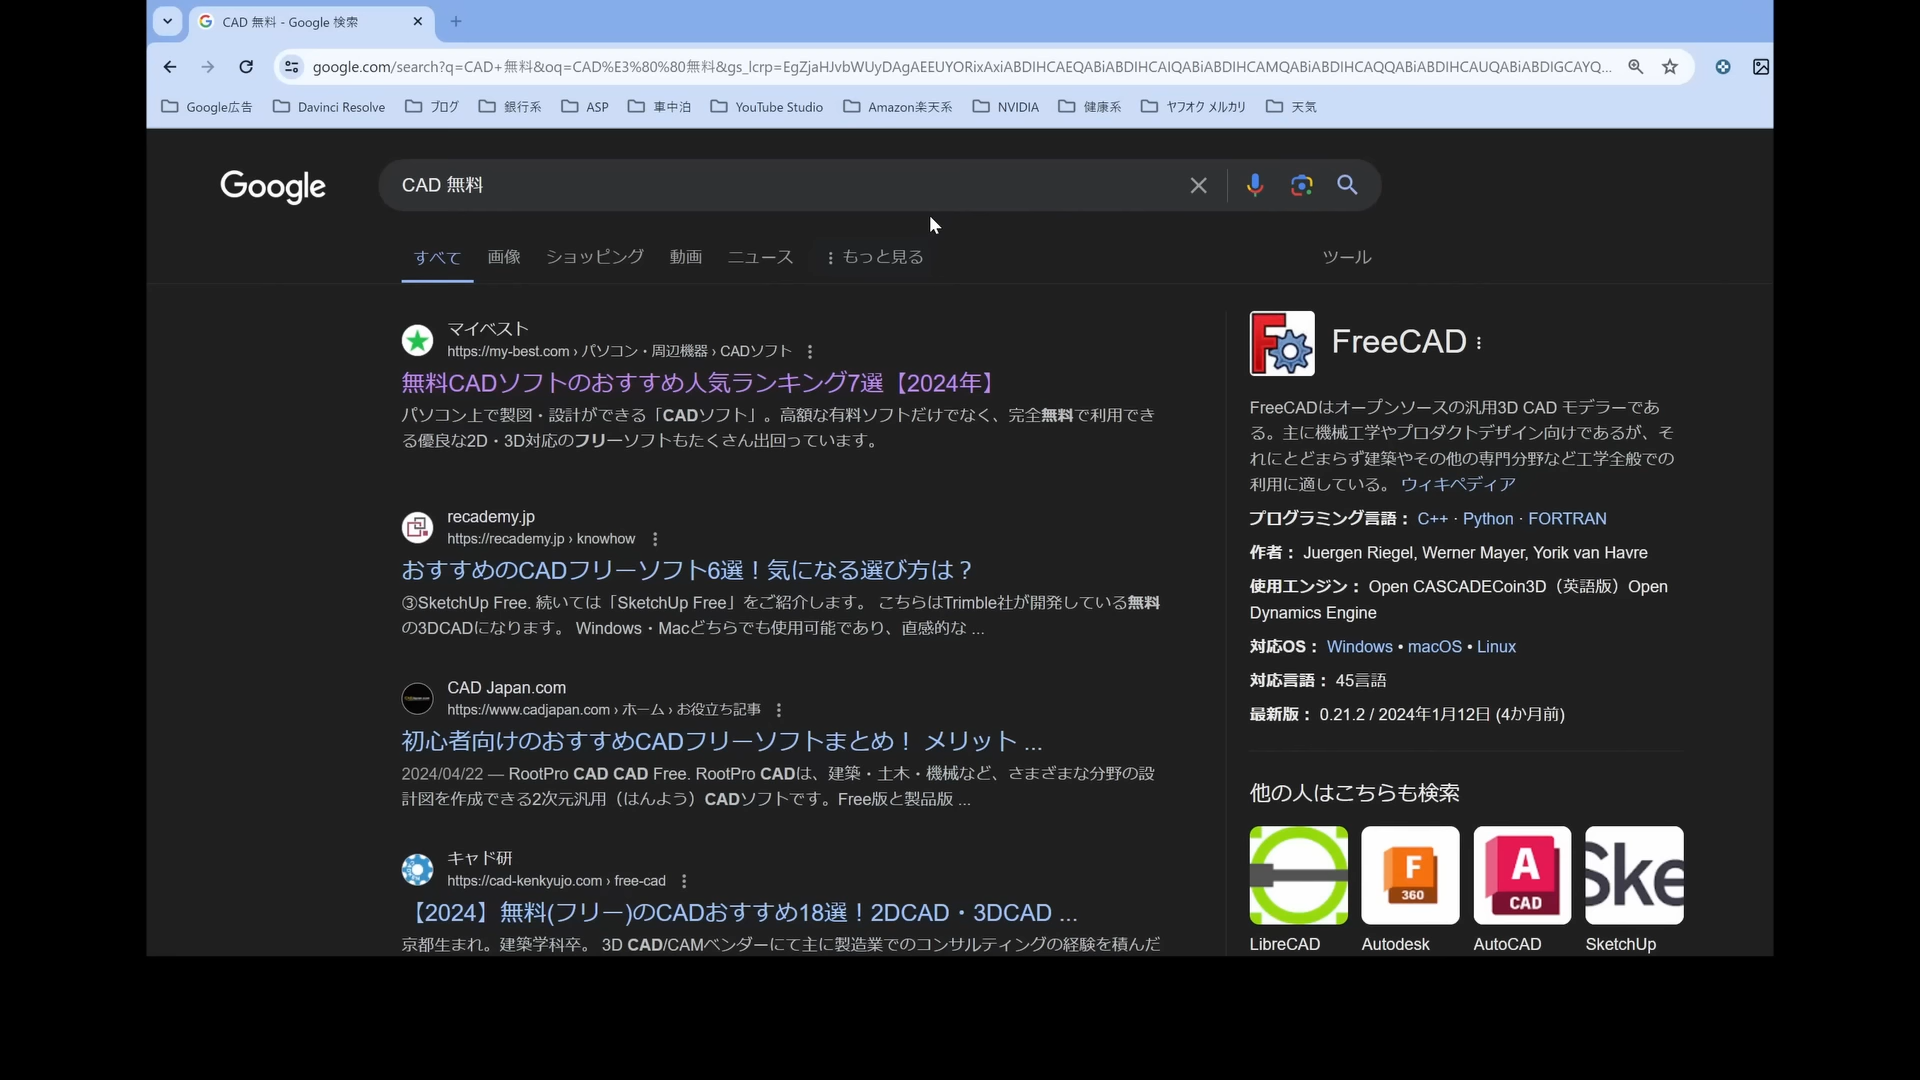 CAD 無料 - Google 検索
google.com/search?q=CAD+無料&oq=CAD%E3%80%80無料&gs_lcrp=EgZjaHJvbWUyDAgAEEUYORixAxiABDIHCAEQABiABDIHCAIQABiABDIHCAMQABiABDIHCAQQABiABDIHCAUQABiABDIGCAYQ...
Google広告 Davinci Resolve ブログ 銀行系 ASP 車中泊 YouTube Studio Amazon楽天系 NVIDIA 健康系 ヤフオク メルカリ 天気
Google
CAD 無料
すべて 画像 ショッピング 動画 ニュース もっと見る ツール
マイベスト
https://my-best.com › パソコン・周辺機器 › CADソフト
無料CADソフトのおすすめ人気ランキング7選【2024年】
パソコン上で製図・設計ができる「CADソフト」。高額な有料ソフトだけでなく、完全無料で利用でき
る優良な2D・3D対応のフリーソフトもたくさん出回っています。
recademy.jp
https://recademy.jp › knowhow
おすすめのCADフリーソフト6選！気になる選び方は？
③SketchUp Free. 続いては「SketchUp Free」をご紹介します。 こちらはTrimble社が開発している無料
の3DCADになります。 Windows・Macどちらでも使用可能であり、直感的な ...
CAD Japan.com
https://www.cadjapan.com › ホーム › お役立ち記事
初心者向けのおすすめCADフリーソフトまとめ！ メリット ...
2024/04/22 — RootPro CAD CAD Free. RootPro CADは、建築・土木・機械など、さまざまな分野の設
計図を作成できる2次元汎用（はんよう）CADソフトです。Free版と製品版 ...
キャド研
https://cad-kenkyujo.com › free-cad
【2024】無料(フリー)のCADおすすめ18選！2DCAD・3DCAD ...
京都生まれ。建築学科卒。 3D CAD/CAMベンダーにて主に製造業でのコンサルティングの経験を積んだ
FreeCAD
FreeCADはオープンソースの汎用3D CAD モデラーであ
る。主に機械工学やプロダクトデザイン向けであるが、そ
れにとどまらず建築やその他の専門分野など工学全般での
利用に適している。 ウィキペディア
プログラミング言語： C++ · Python · FORTRAN
作者： Juergen Riegel, Werner Mayer, Yorik van Havre
使用エンジン： Open CASCADECoin3D（英語版）Open
Dynamics Engine
対応OS： Windows • macOS • Linux
対応言語： 45言語
最新版： 0.21.2 / 2024年1月12日 (4か月前)
他の人はこちらも検索
F
360
A
CAD
Ske
LibreCAD Autodesk AutoCAD SketchUp